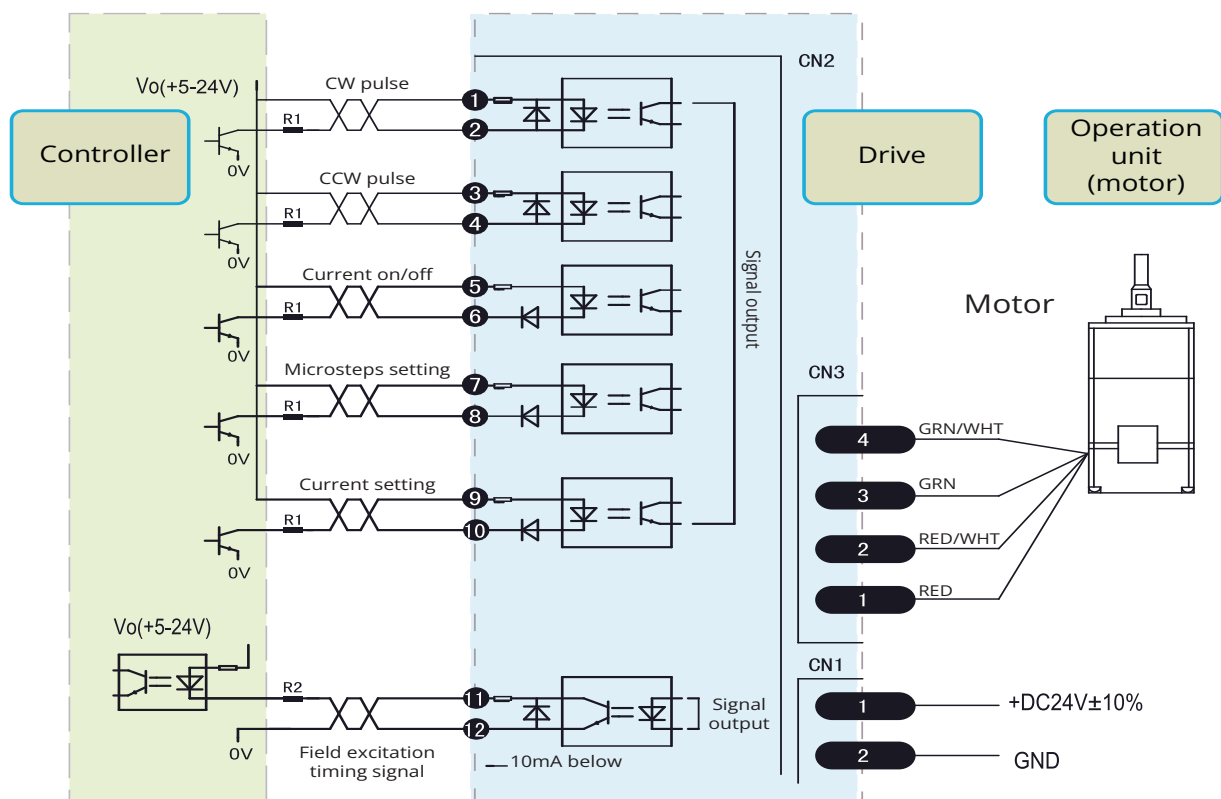 CN2
Vo(+5-24V)
CW pulse
1
R1
2
0V
Controller
Drive
Operation
unit
(motor)
CCW pulse
3
R1
4
0V
Signal output
Current on/off
5
R1
6
0V
Motor
Microsteps setting
7
R1
8
0V
CN3
4
GRN/WHT
3
GRN
2
RED/WHT
1
RED
Current setting
9
R1
10
0V
Vo(+5-24V)
R2
11
12
0V
Field excitation
timing signal
Signal
output
10mA below
CN1
1
+DC24V±10%
2
GND